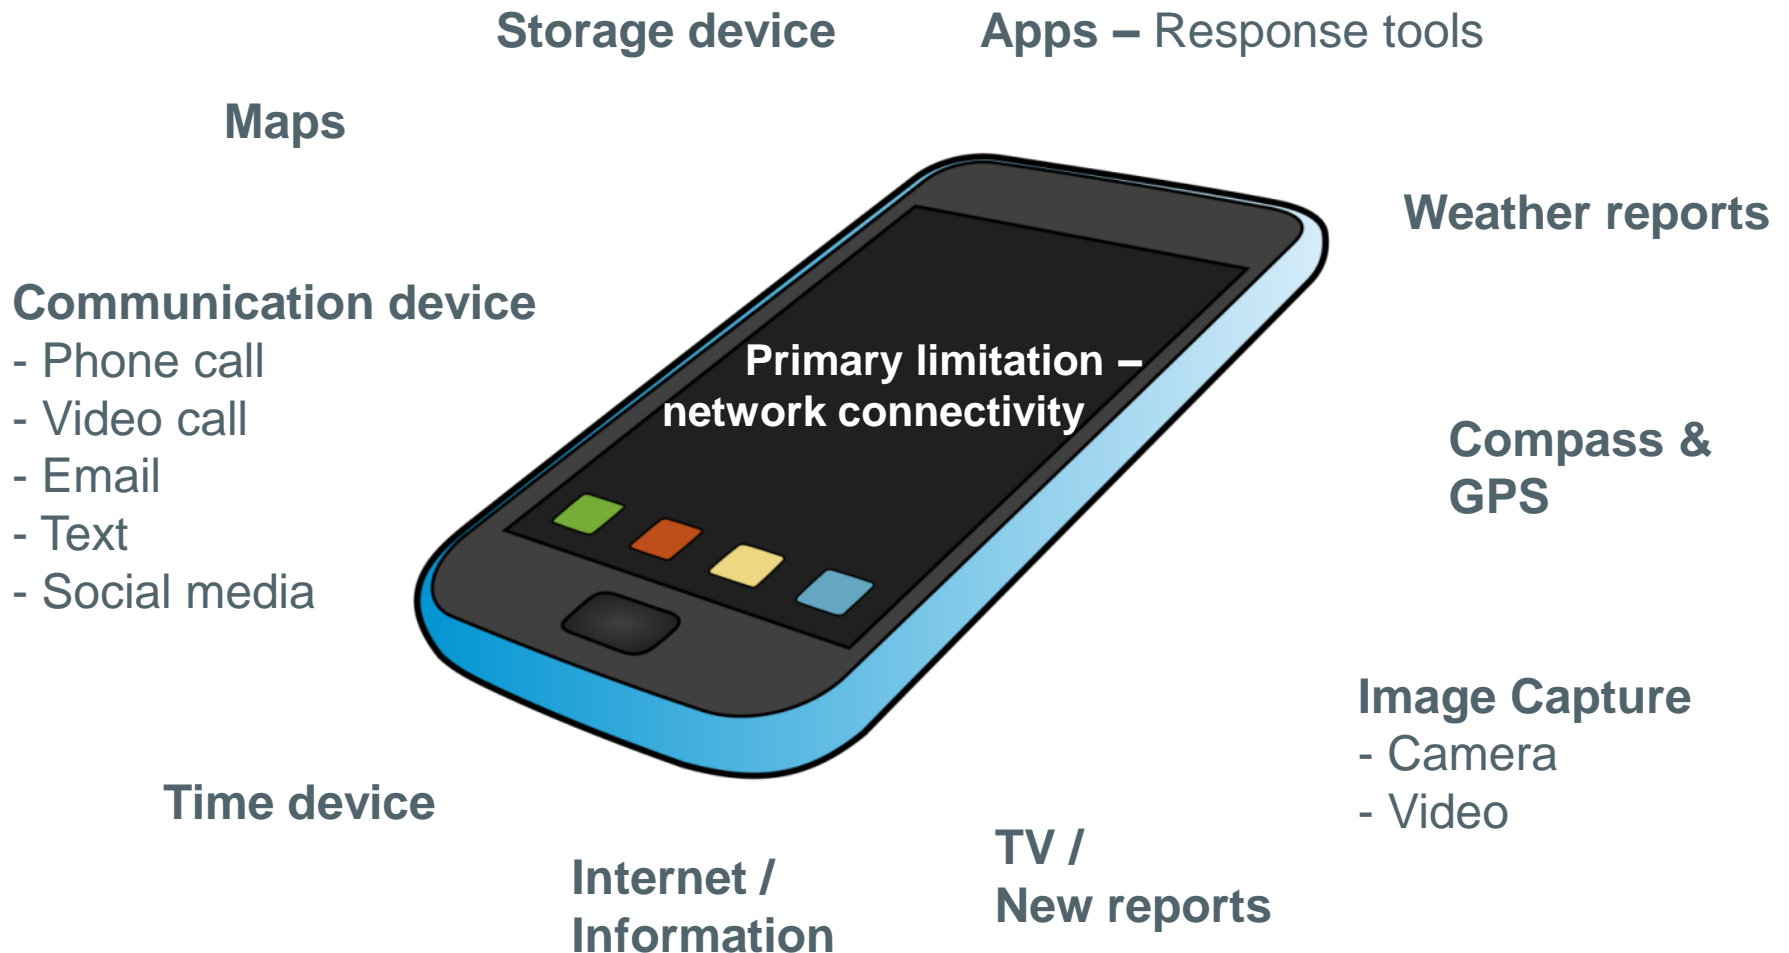 Storage device
Apps – Response tools
Maps
Weather reports
Communication device
- Phone call
- Video call
- Email
- Text
- Social media
Primary limitation –
network connectivity
Compass &
GPS
Image Capture
- Camera
- Video
Time device
Internet /
Information
TV /
New reports